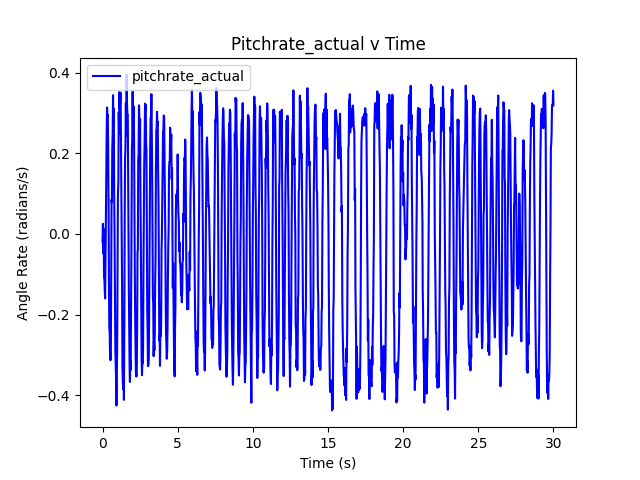 Pitchrate_actual v Time
pitchrate_actual
Angle Rate (radians/s)
0.4
0.2
0.0
−0.2
−0.4
0 5 10 15 20 25 30
Time (s)